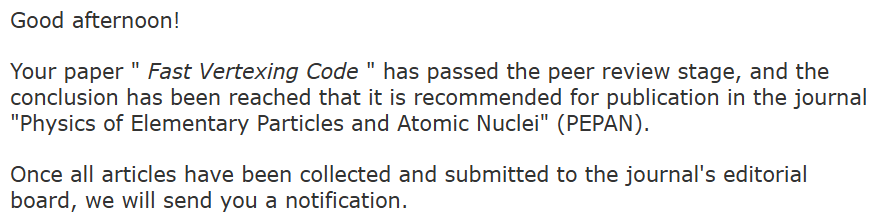 Good afternoon!
Your paper " Fast Vertexing Code " has passed the peer review stage, and the
conclusion has been reached that it is recommended for publication in the journal
"Physics of Elementary Particles and Atomic Nuclei" (PEPAN).
Once all articles have been collected and submitted to the journal's editorial
board, we will send you a notification.